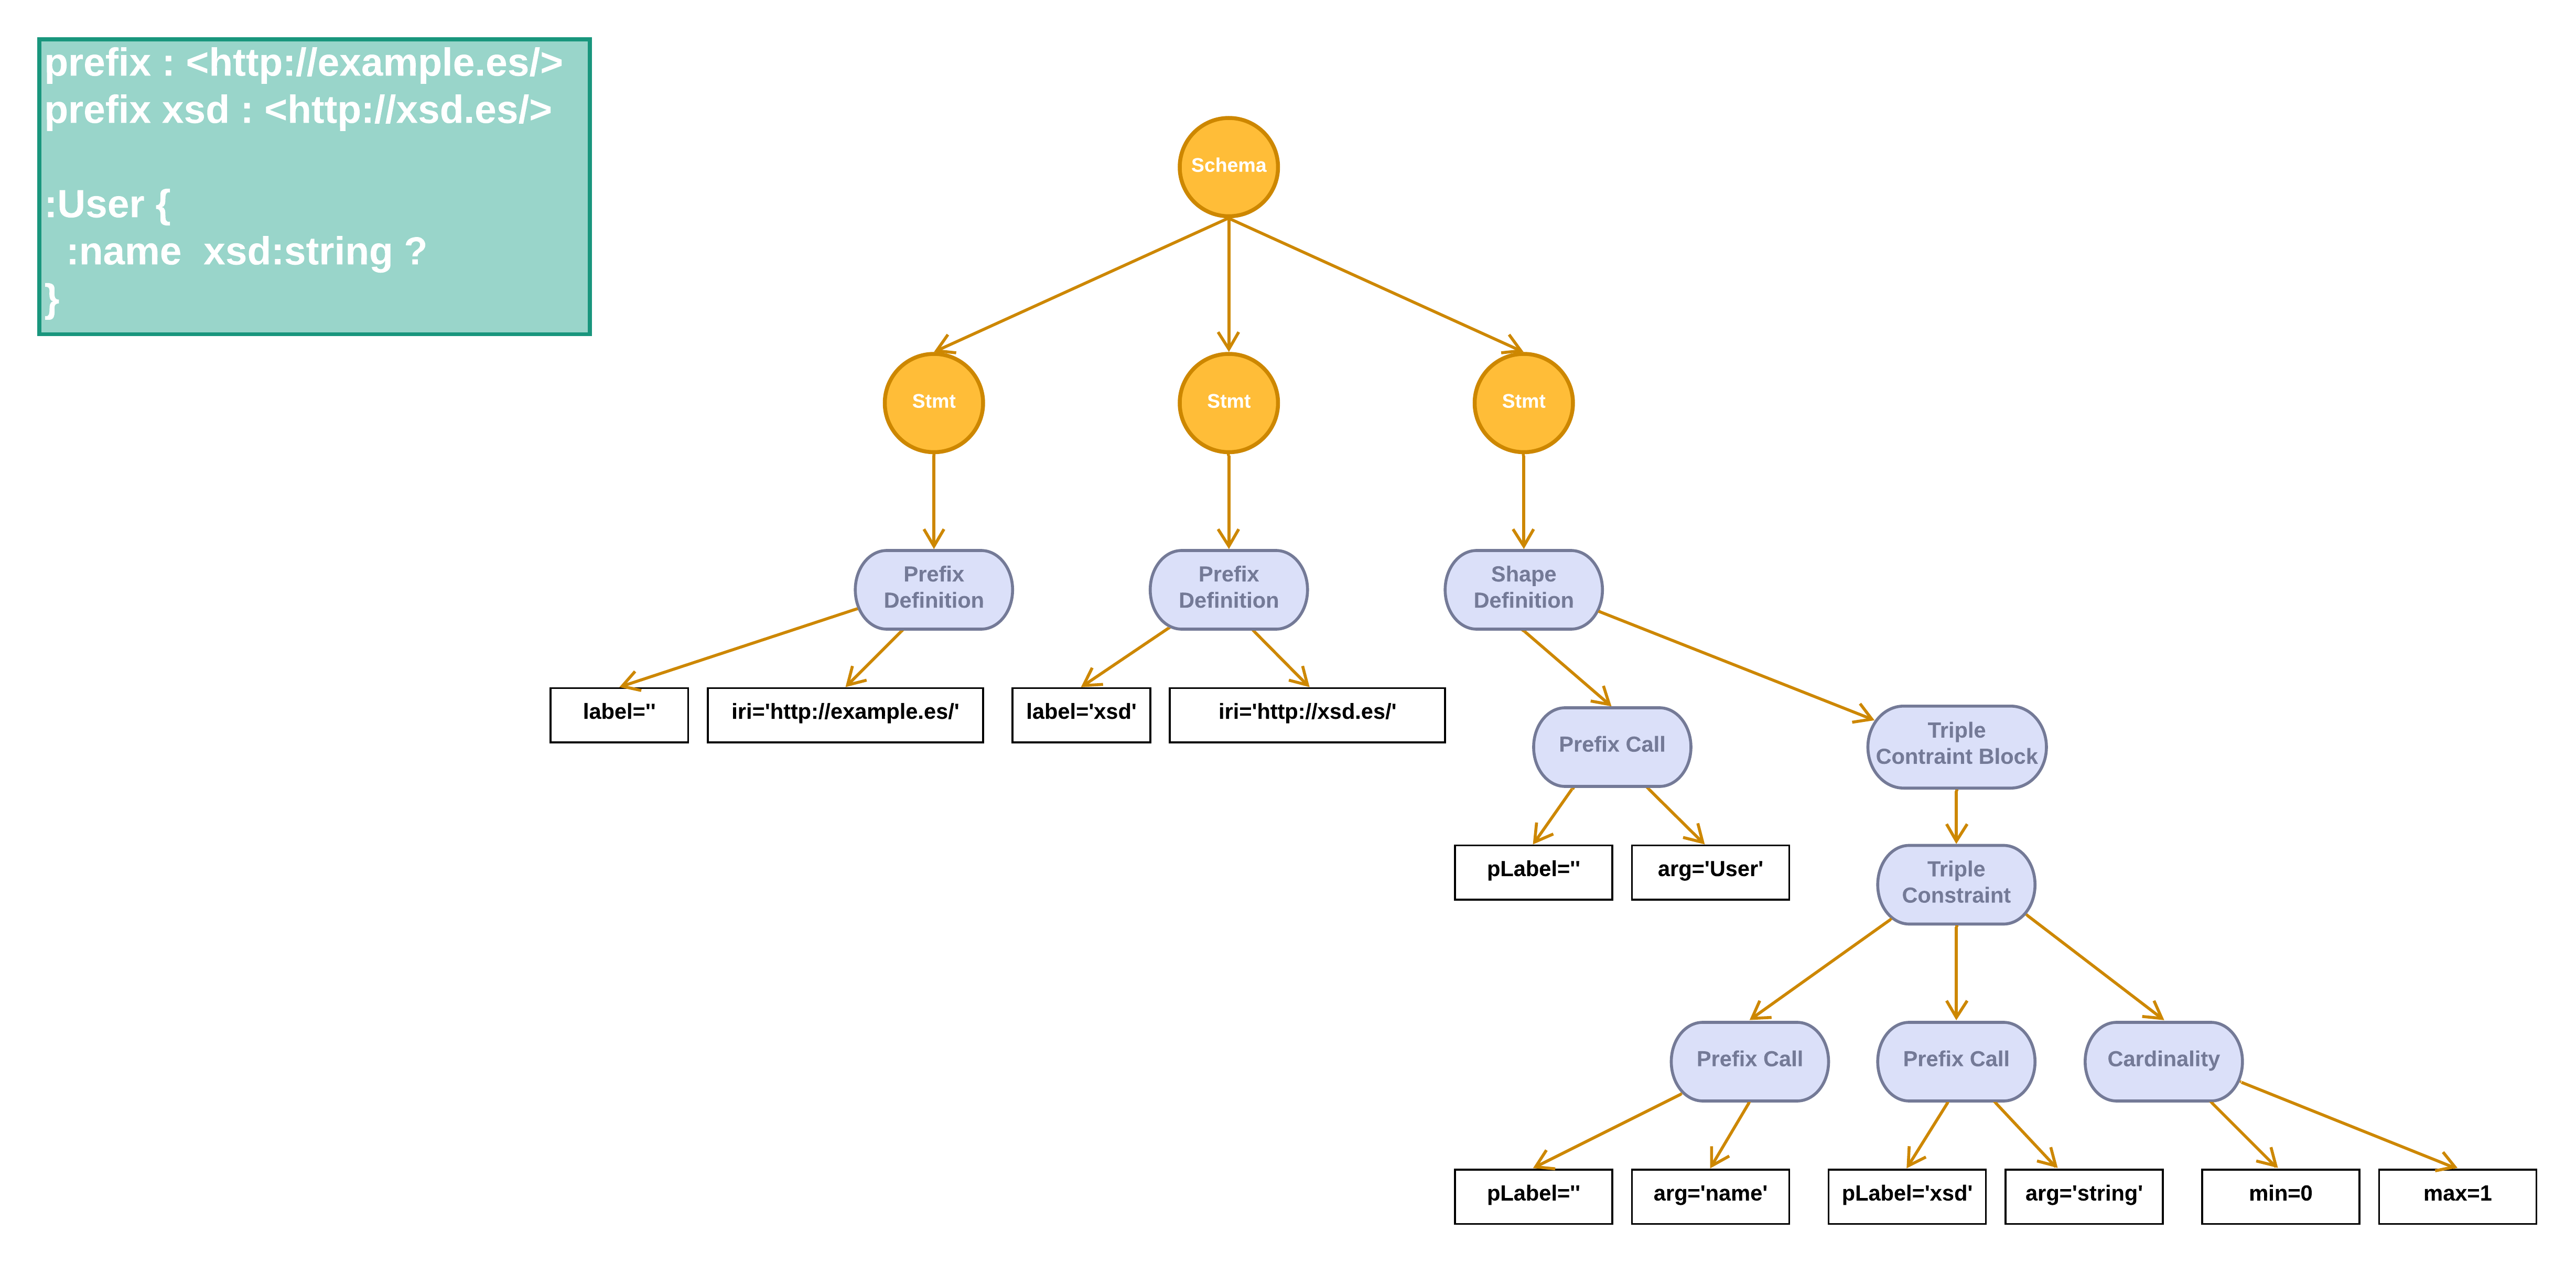 prefix : <http://example.es/>
prefix xsd : <http://xsd.es/>
:User {
:name  xsd:string ?
}
Schema
Stmt
Stmt
Stmt
Prefix
Definition
Prefix
Definition
Shape
Definition
label=''
iri='http://example.es/'
label='xsd'
iri='http://xsd.es/'
Prefix Call
Triple
Contraint Block
pLabel=''
arg='User'
Triple
Constraint
Prefix Call
Prefix Call
Cardinality
pLabel=''
arg='name'
pLabel='xsd'
arg='string'
min=0
max=1